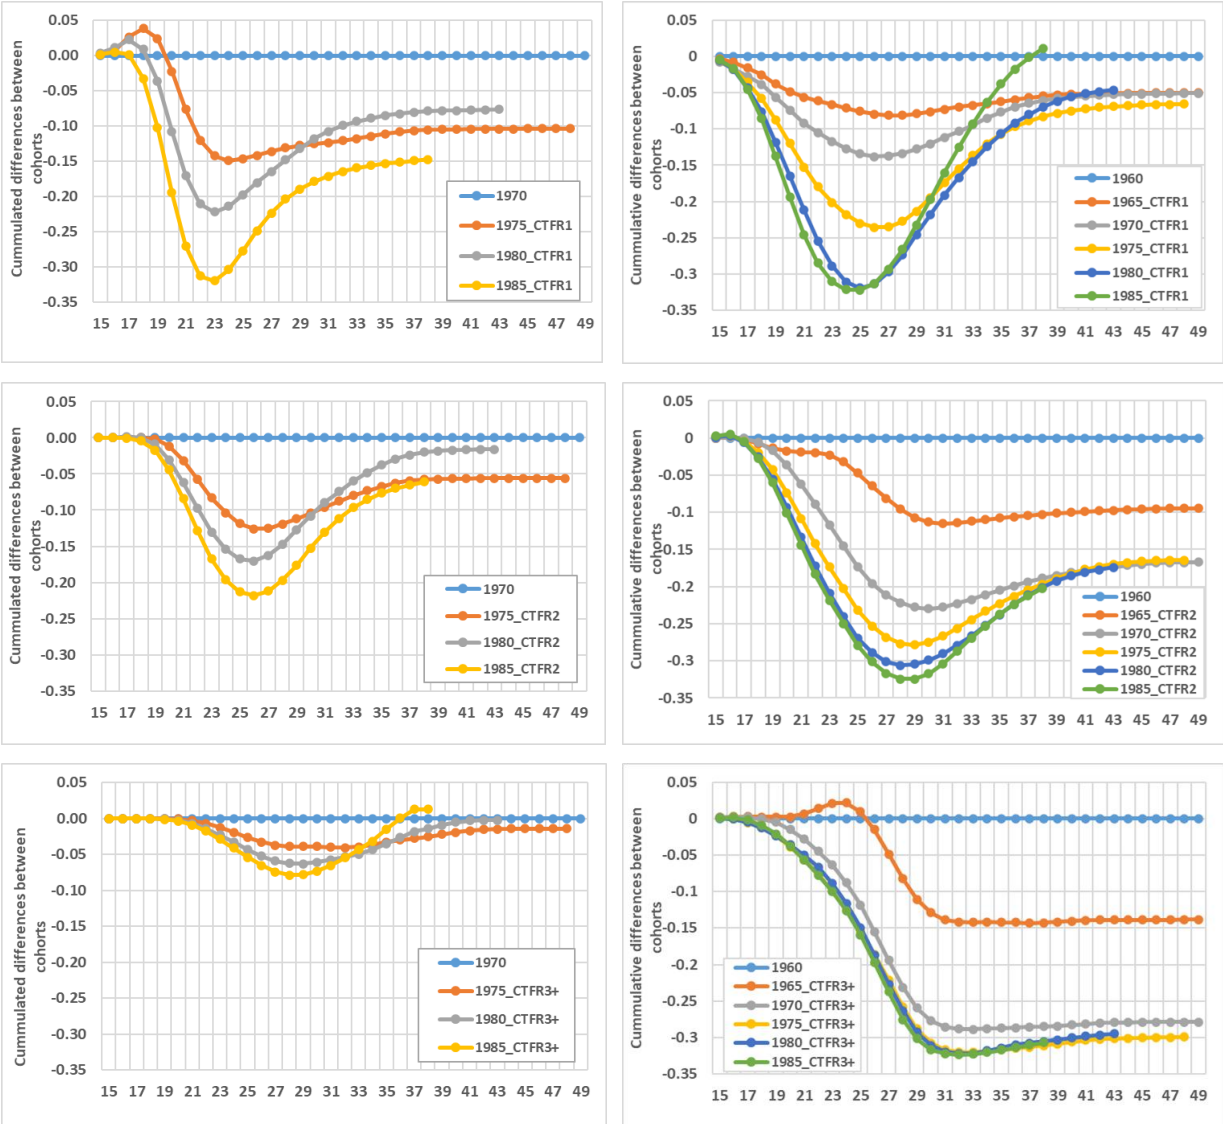 Cummulated differences between
cohorts
0.05
0.00
-0.05
-0.10
-0.15
-0.20
-0.25
-0.30
-0.35
1970
1975_CTFR1
1980_CTFR1
1985_CTFR1
15 17 19 21 23 25 27 29 31 33 35 37 39 41 43 45 47 49
Cummulative differences between
cohorts
0.05
0
-0.05
-0.1
-0.15
-0.2
-0.25
-0.3
-0.35
1960
1965_CTFR1
1970_CTFR1
1975_CTFR1
1980_CTFR1
1985_CTFR1
15 17 19 21 23 25 27 29 31 33 35 37 39 41 43 45 47 49
Cummulated differences between
cohorts
0.05
0.00
-0.05
-0.10
-0.15
-0.20
-0.25
-0.30
-0.35
1970
1975_CTFR2
1980_CTFR2
1985_CTFR2
15 17 19 21 23 25 27 29 31 33 35 37 39 41 43 45 47 49
Cummulative differences between
cohorts
0.05
0
-0.05
-0.1
-0.15
-0.2
-0.25
-0.3
-0.35
1960
1965_CTFR2
1970_CTFR2
1975_CTFR2
1980_CTFR2
1985_CTFR2
15 17 19 21 23 25 27 29 31 33 35 37 39 41 43 45 47 49
Cummulated differences between
cohorts
0.05
0.00
-0.05
-0.10
-0.15
-0.20
-0.25
-0.30
-0.35
1970
1975_CTFR3+
1980_CTFR3+
1985_CTFR3+
15 17 19 21 23 25 27 29 31 33 35 37 39 41 43 45 47 49
Cummulative differences between
cohorts
0.05
0
-0.05
-0.1
-0.15
-0.2
-0.25
-0.3
-0.35
1960
1965_CTFR3+
1970_CTFR3+
1975_CTFR3+
1980_CTFR3+
1985_CTFR3+
15 17 19 21 23 25 27 29 31 33 35 37 39 41 43 45 47 49